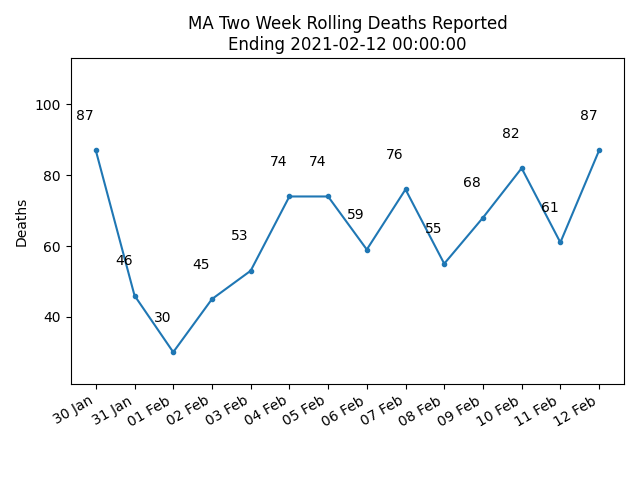 MA Two Week Rolling Deaths Reported
Ending 2021-02-12 00:00:00
Deaths
100
80
60
40
87
46
30
45
53
74
74
59
76
55
68
82
61
87
30 Jan
31 Jan
01 Feb
02 Feb
03 Feb
04 Feb
05 Feb
06 Feb
07 Feb
08 Feb
09 Feb
10 Feb
11 Feb
12 Feb